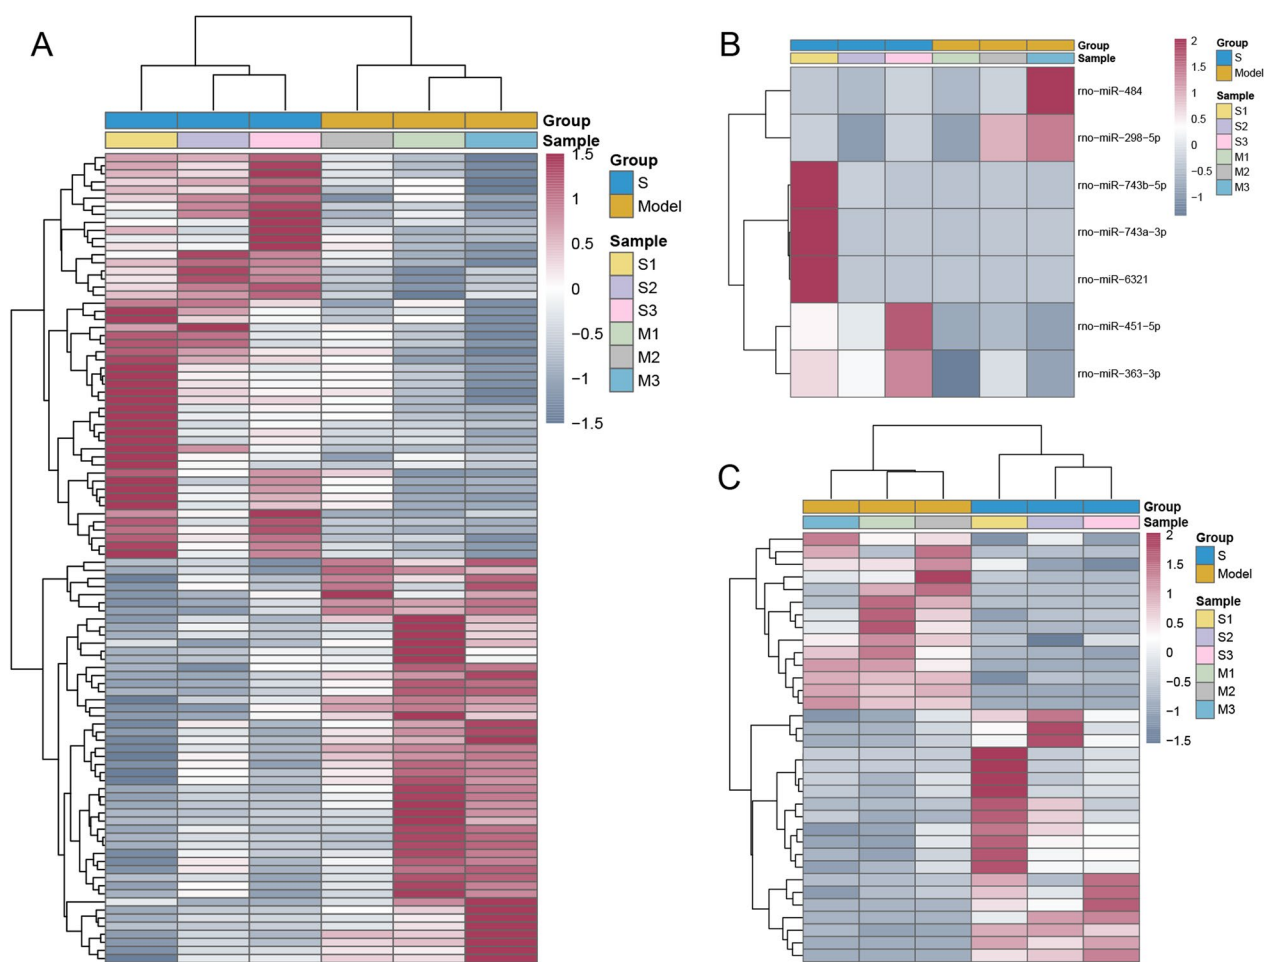 A
Group
Sample
1.5
1
0.5
0
−0.5
−1
−1.5
Group
S
Model
Sample
S1
S2
S3
M1
M2
M3
B
Group
Sample
rno−miR−484
rno−miR−298−5p
rno−miR−743b−5p
rno−miR−743a−3p
rno−miR−6321
rno−miR−451−5p
rno−miR−363−3p
2
1.5
1
0.5
0
−0.5
−1
Group
S
Model
Sample
S1
S2
S3
M1
M2
M3
C
Group
Sample
2
1.5
1
0.5
0
−0.5
−1
−1.5
Group
S
Model
Sample
S1
S2
S3
M1
M2
M3